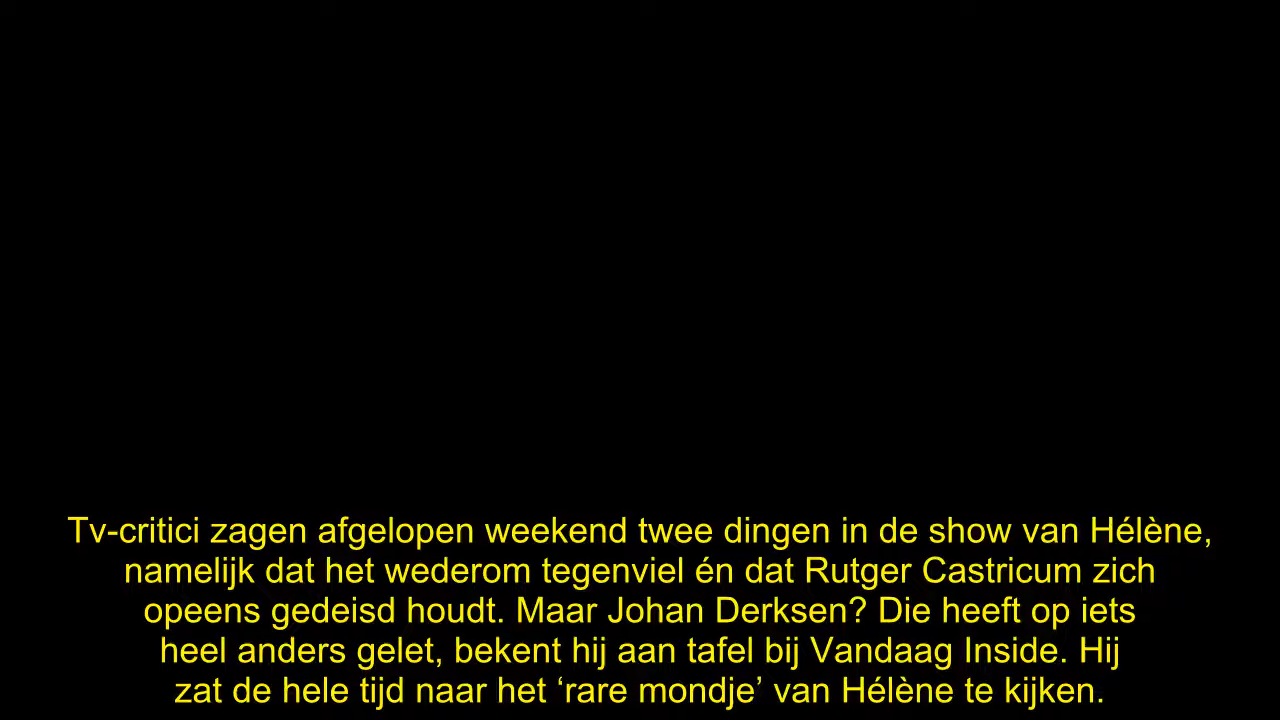 Tv-critici zagen afgelopen weekend twee dingen in de show van Hélène,
namelijk dat het wederom tegenviel én dat Rutger Castricum zich
opeens gedeisd houdt. Maar Johan Derksen? Die heeft op iets
heel anders gelet, bekent hij aan tafel bij Vandaag Inside. Hij
zat de hele tijd naar het ‘rare mondje’ van Hélène te kijken.